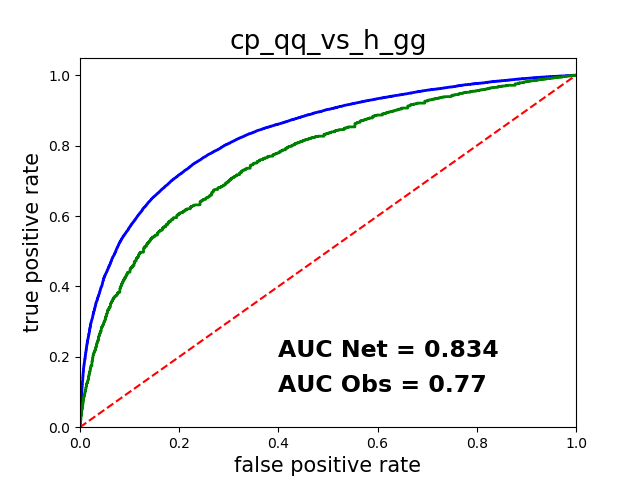 cp_qq_vs_h_gg
true positive rate
1.0
0.8
0.6
0.4
0.2
0.0
AUC Net = 0.834
AUC Obs = 0.77
0.0 0.2 0.4 0.6 0.8 1.0
false positive rate